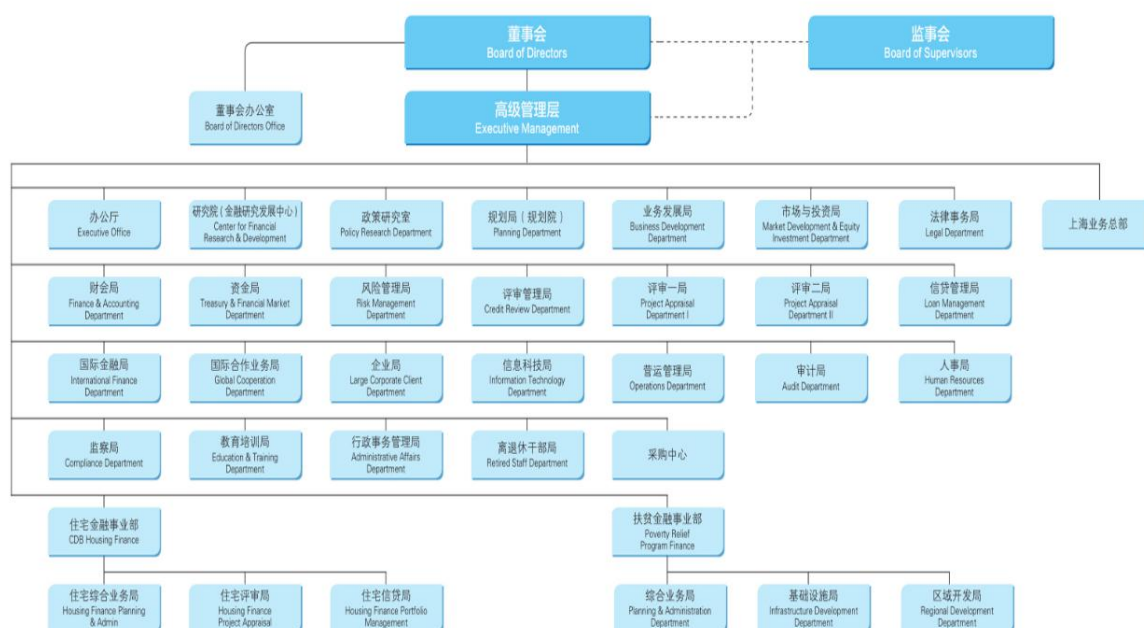 董事会
Board of Directors
监事会
Board of Supervisors
董事会办公室
Board of Directors Office
高级管理层
Executive Management
办公厅
Executive Office
研究院（金融研究发展中心）
Center for Financial
Research & Development
政策研究室
Policy Research Department
规划局（规划院）
Planning Department
业务发展局
Business Development
Department
市场与投资局
Market Development & Equity
Investment Department
法律事务局
Legal Department
上海业务总部
财会局
Finance & Accounting
Department
资金局
Treasury & Financial Market
Department
风险管理局
Risk Management
Department
评审管理局
Credit Review Department
评审一局
Project Appraisal
Department I
评审二局
Project Appraisal
Department II
信贷管理局
Loan Management
Department
国际金融局
International Finance
Department
国际合作业务局
Global Cooperation
Department
企业局
Large Corporate Client
Department
信息科技局
Information Technology
Department
营运管理局
Operations Department
审计局
Audit Department
人事局
Human Resources
Department
监察局
Compliance Department
教育培训局
Education & Training
Department
行政事务管理局
Administrative Affairs
Department
离退休干部局
Retired Staff Department
采购中心
住宅金融事业部
CDB Housing Finance
扶贫金融事业部
Poverty Relief
Program Finance
住宅综合业务局
Housing Finance Planning
& Admin
住宅评审局
Housing Finance
Project Appraisal
住宅信贷局
Housing Finance Portfolio
Management
综合业务局
Planning & Administration
Department
基础设施局
Infrastructure Development
Department
区域开发局
Regional Development
Department